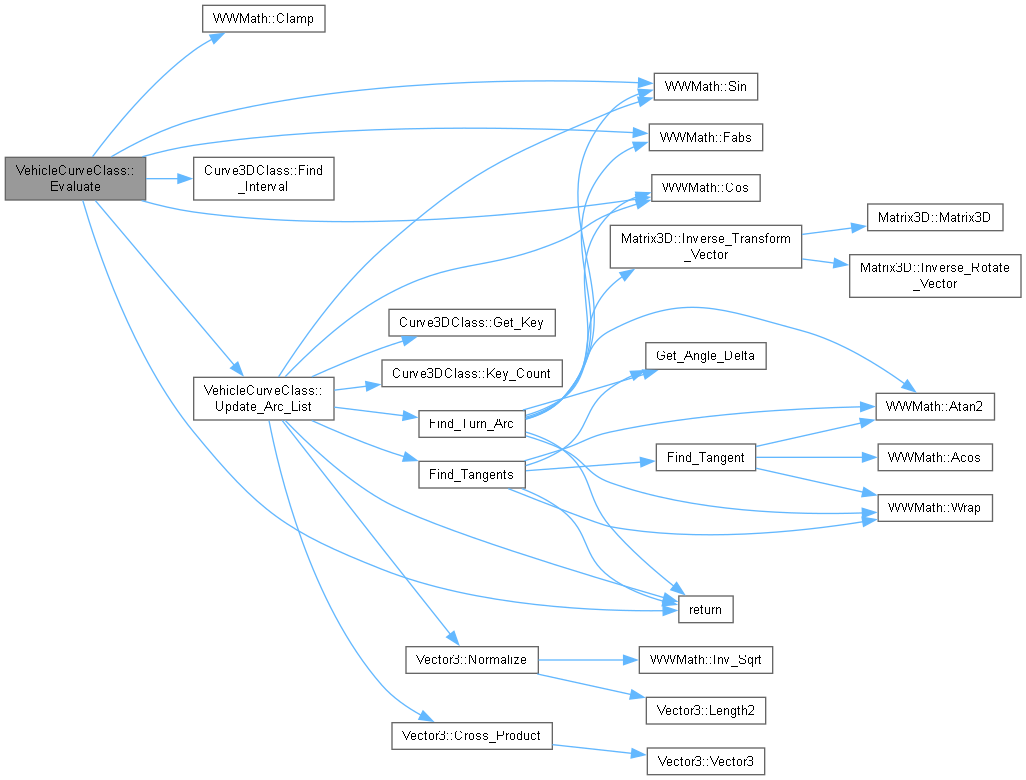 WWMath::Clamp
WWMath::Sin
WWMath::Fabs
VehicleCurveClass::
Evaluate
Curve3DClass::Find
_Interval
WWMath::Cos
Matrix3D::Matrix3D
Matrix3D::Inverse_Transform
_Vector
Matrix3D::Inverse_Rotate
_Vector
Curve3DClass::Get_Key
Get_Angle_Delta
Curve3DClass::Key_Count
VehicleCurveClass::
Update_Arc_List
WWMath::Atan2
Find_Turn_Arc
Find_Tangent
WWMath::Acos
Find_Tangents
WWMath::Wrap
return
Vector3::Normalize
WWMath::Inv_Sqrt
Vector3::Length2
Vector3::Cross_Product
Vector3::Vector3